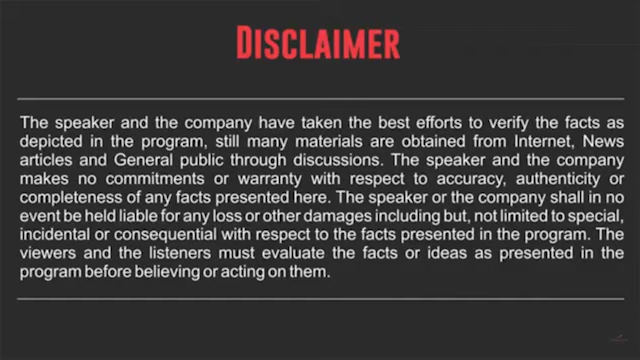 DISCLAIMER
The speaker and the company have taken the best efforts to verify the facts as
depicted in the program, still many materials are obtained from Internet, News
articles and General public through discussions. The speaker and the company
makes no commitments or warranty with respect to accuracy, authenticity or
completeness of any facts presented here. The speaker or the company shall in no
event be held liable for any loss or other damages including but, not limited to special,
incidental or consequential with respect to the facts presented in the program. The
viewers and the listeners must evaluate the facts or ideas as presented in the
program before believing or acting on them.